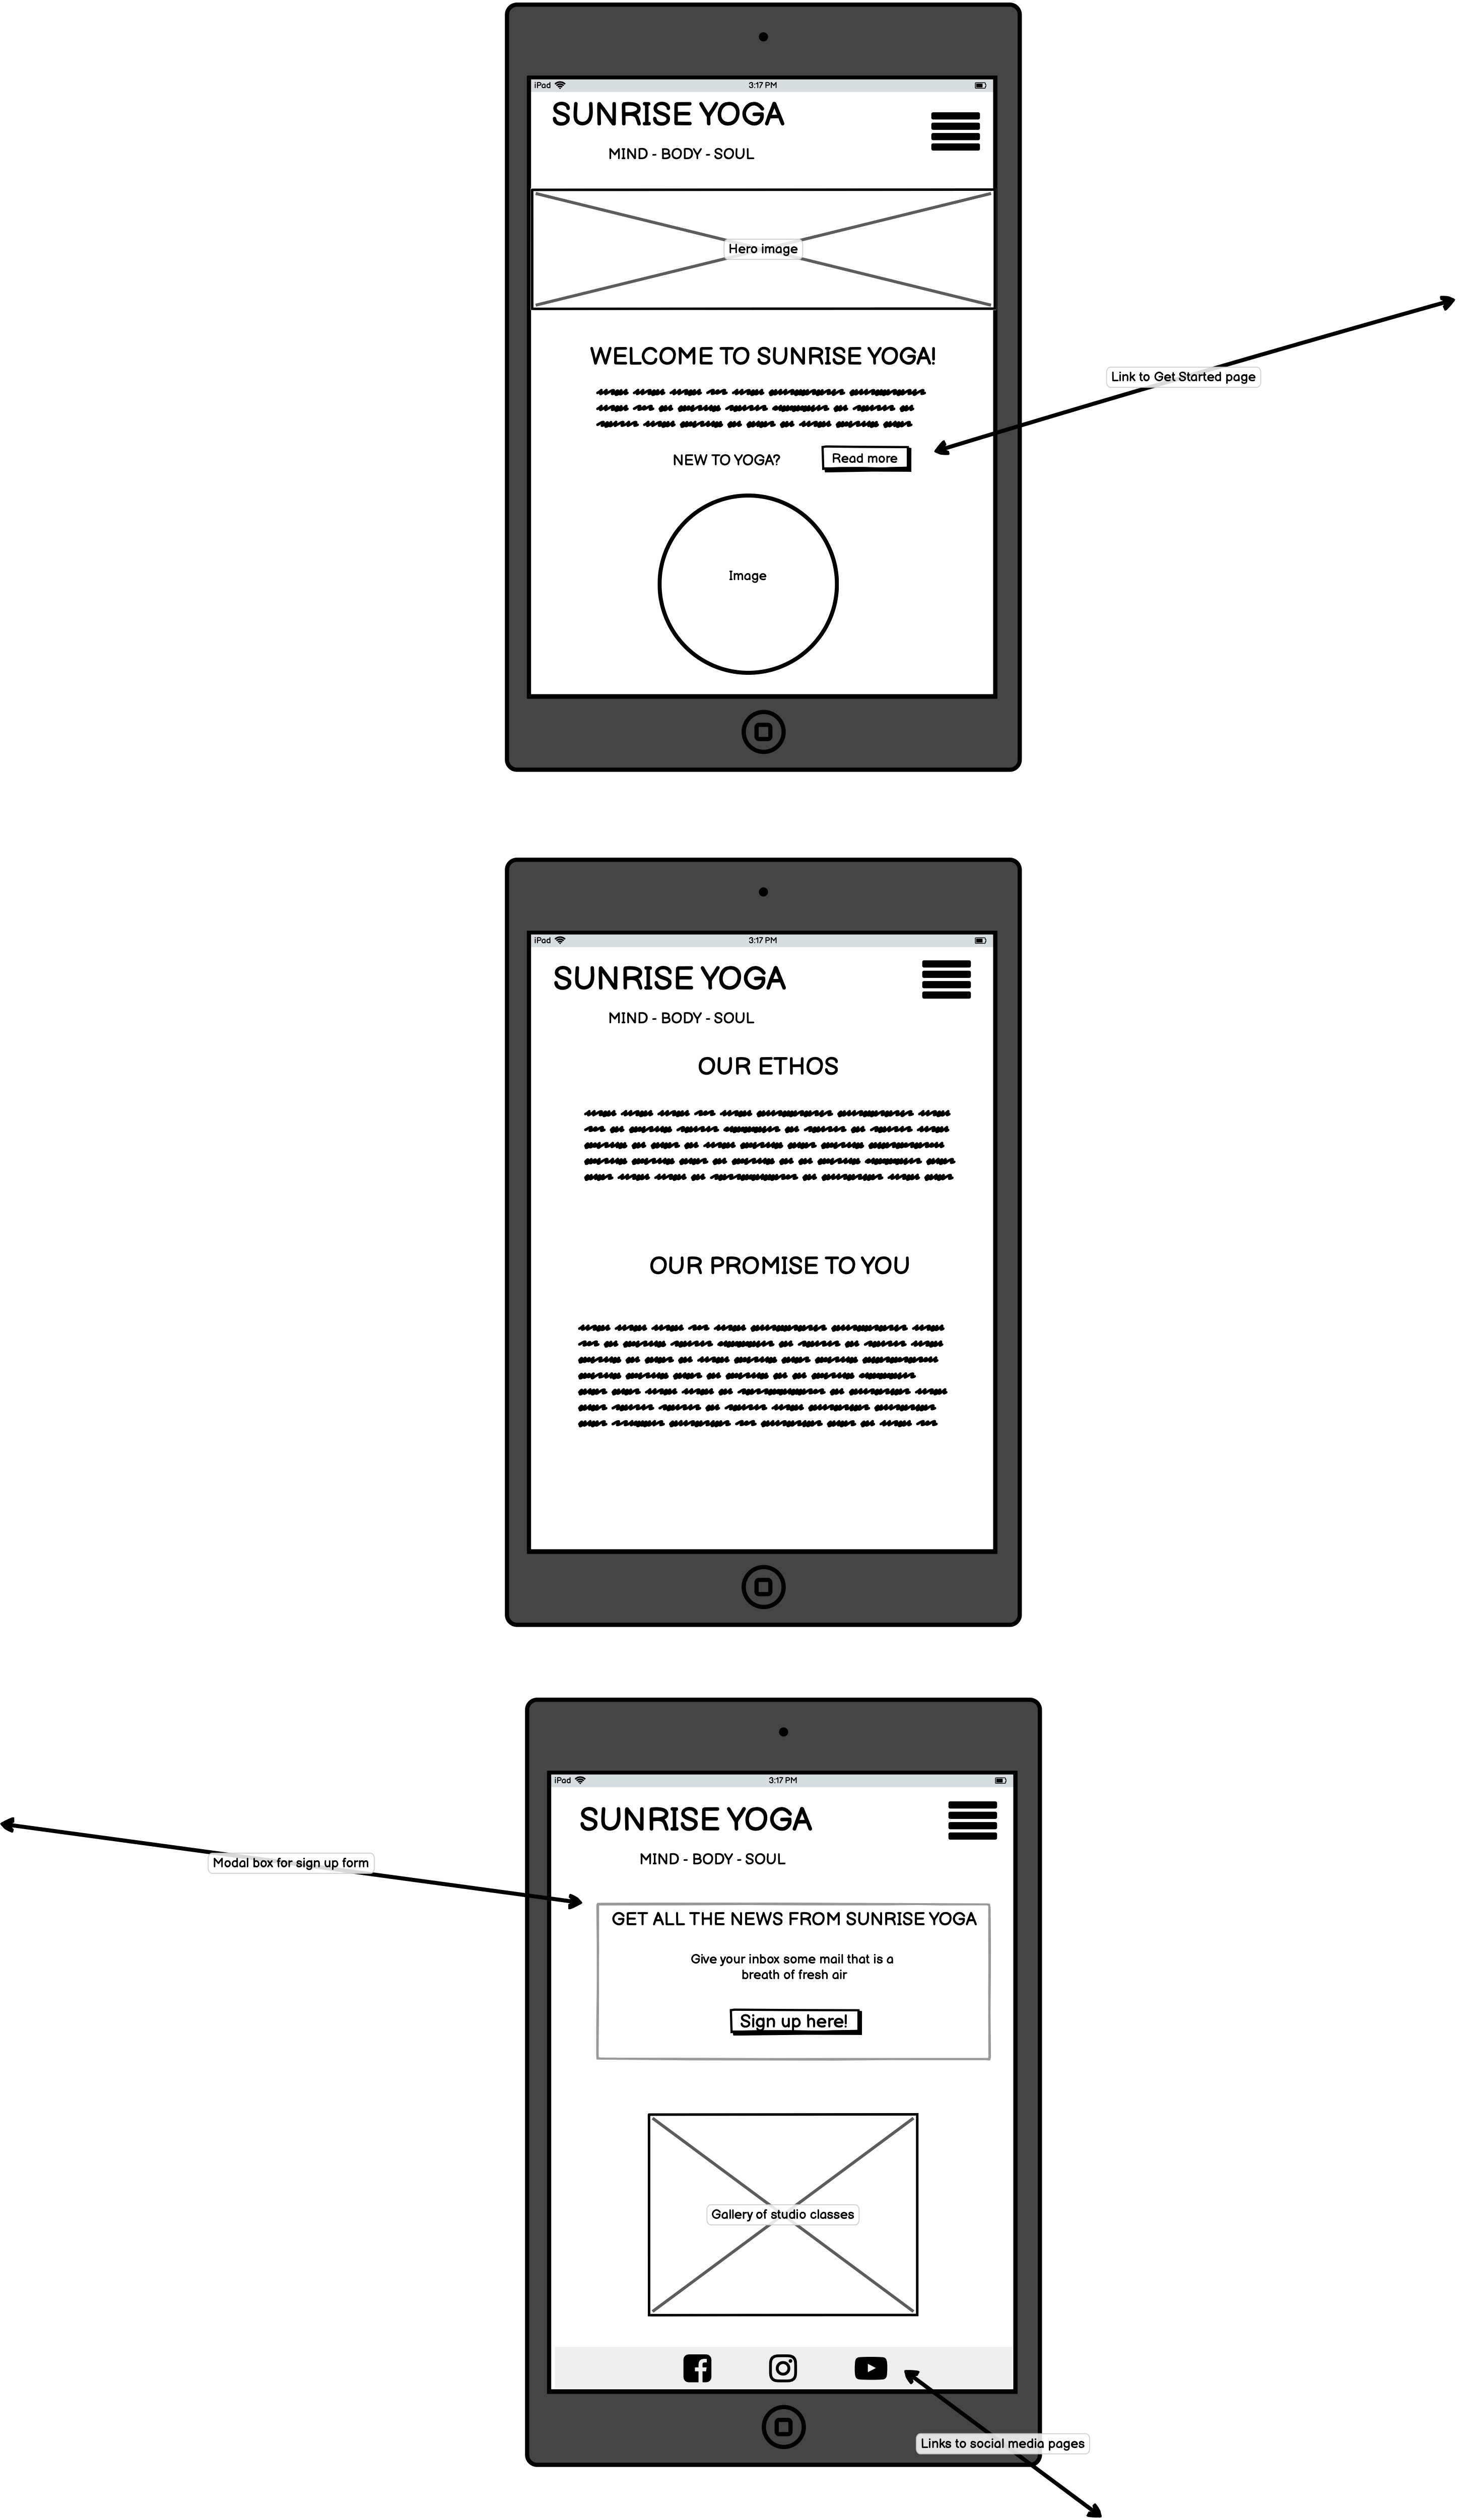 iPad 3:17 PM
SUNRISE YOGA
MIND - BODY - SOUL
Hero image
WELCOME TO SUNRISE YOGA!
Link to Get Started page
NEW TO YOGA? Read more
Image
iPad 3:17 PM
SUNRISE YOGA
MIND - BODY - SOUL
OUR ETHOS
OUR PROMISE TO YOU
iPad 3:17 PM
SUNRISE YOGA
MIND - BODY - SOUL
Modal box for sign up form
GET ALL THE NEWS FROM SUNRISE YOGA
Give your inbox some mail that is a
breath of fresh air
Sign up here!
Gallery of studio classes
Links to social media pages